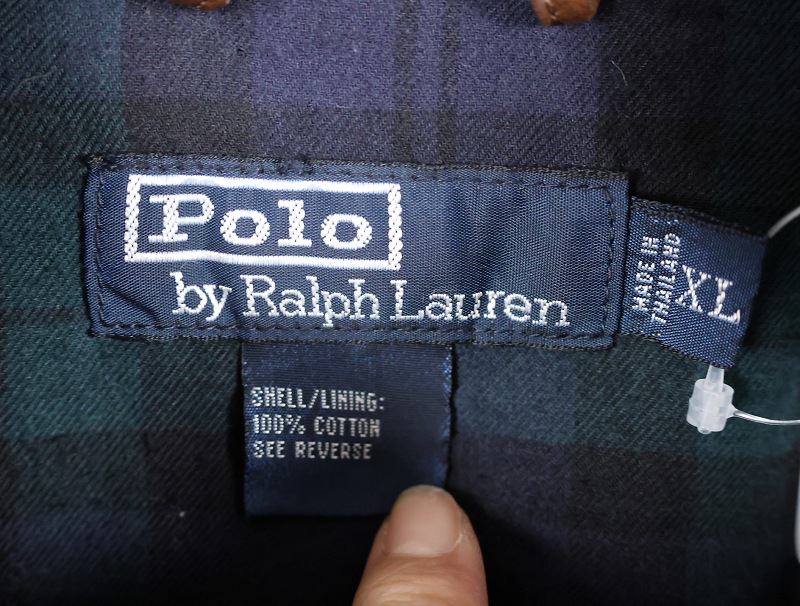 Polo
by Ralph Lauren
MADE IN
THAILAND
XL
SHELL/LINING:
100% COTTON
SEE REVERSE